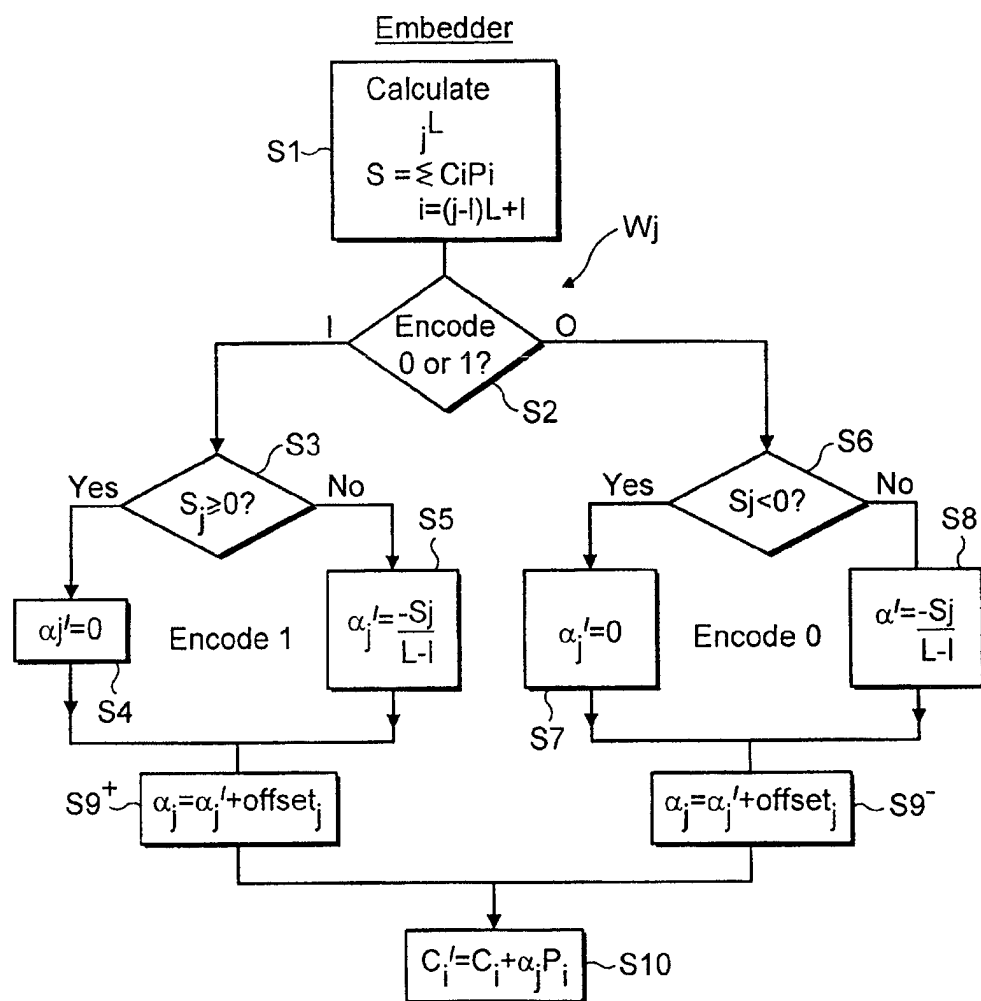 Embedder
Calculate
jL
S = ≶ CiPi
i=(j-I)L+I
S1
Wj
I
Encode
0 or 1?
O
S2
S3
Yes
Sj≥0?
No
S6
Yes
Sj<0?
No
S5
S8
αj′=0
S4
Encode 1
αj′=-Sj
L-I
αj′=0
S7
Encode 0
α′=-Sj
L-I
S9+
αj=αj′+offsetj
αj=αj′+offsetj
S9-
Ci′=Ci+αjPi
S10